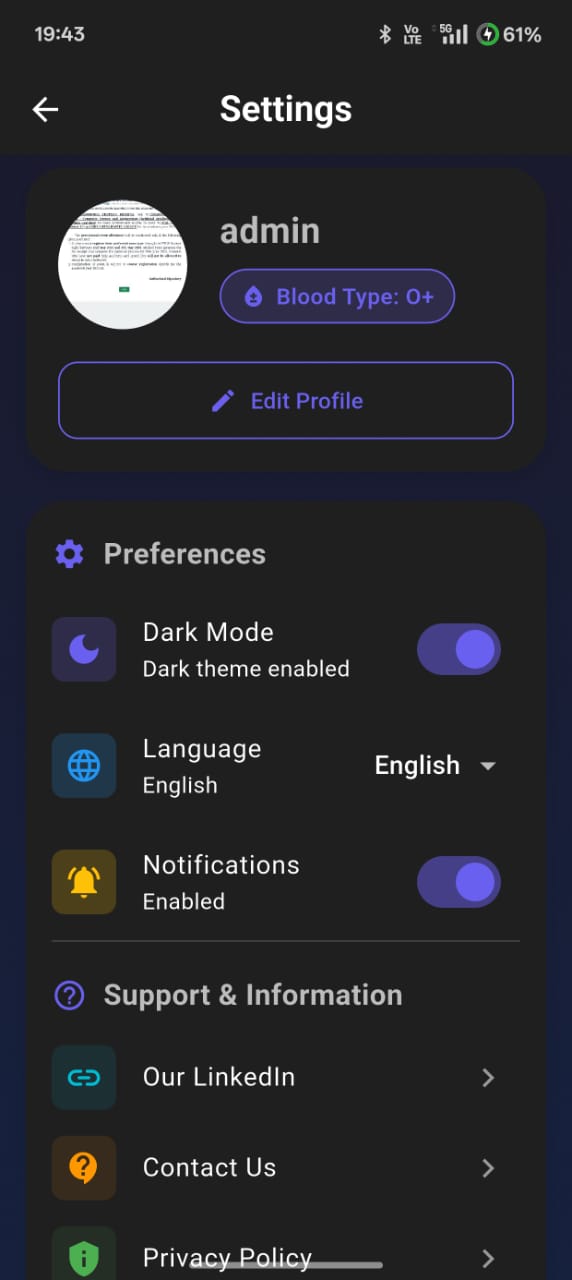 19:43
Vo
LTE
5G
61%
Settings
admin
Blood Type: O+
Edit Profile
Preferences
Dark Mode
Dark theme enabled
Language
English
English
Notifications
Enabled
Support & Information
Our LinkedIn
Contact Us
Privacy Policy